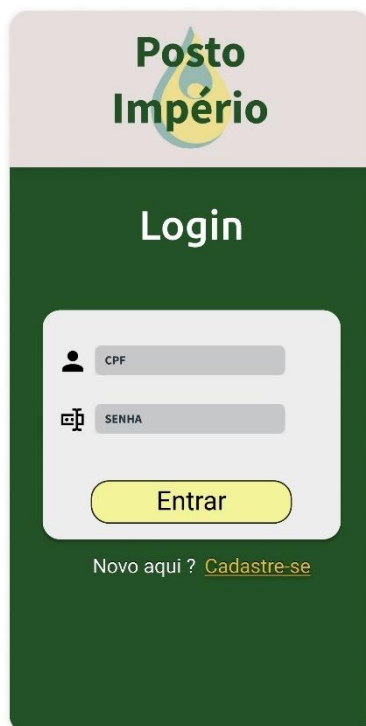 Posto
Império
Login
CPF
SENHA
Entrar
Novo aqui ? Cadastre-se